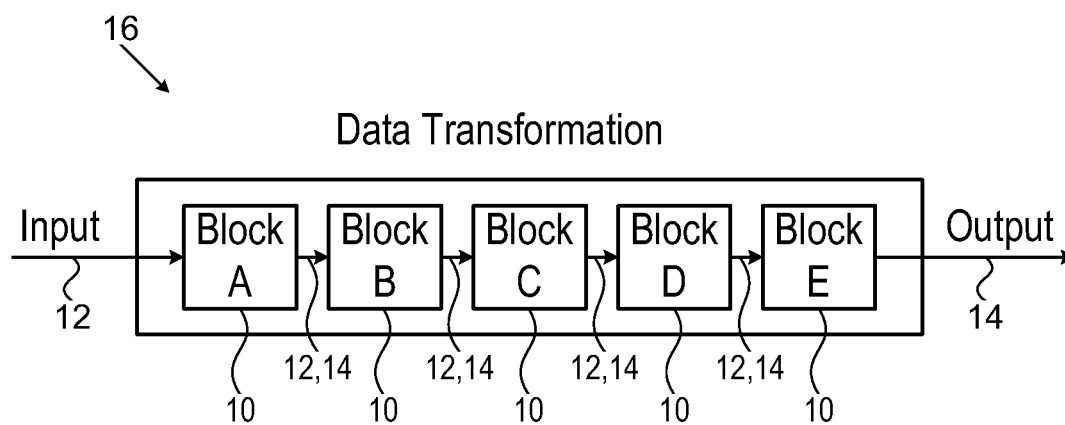 16
Data Transformation
Input
Block A
Block B
Block C
Block D
Block E
Output
12
12,14
12,14
12,14
12,14
14
10
10
10
10
10